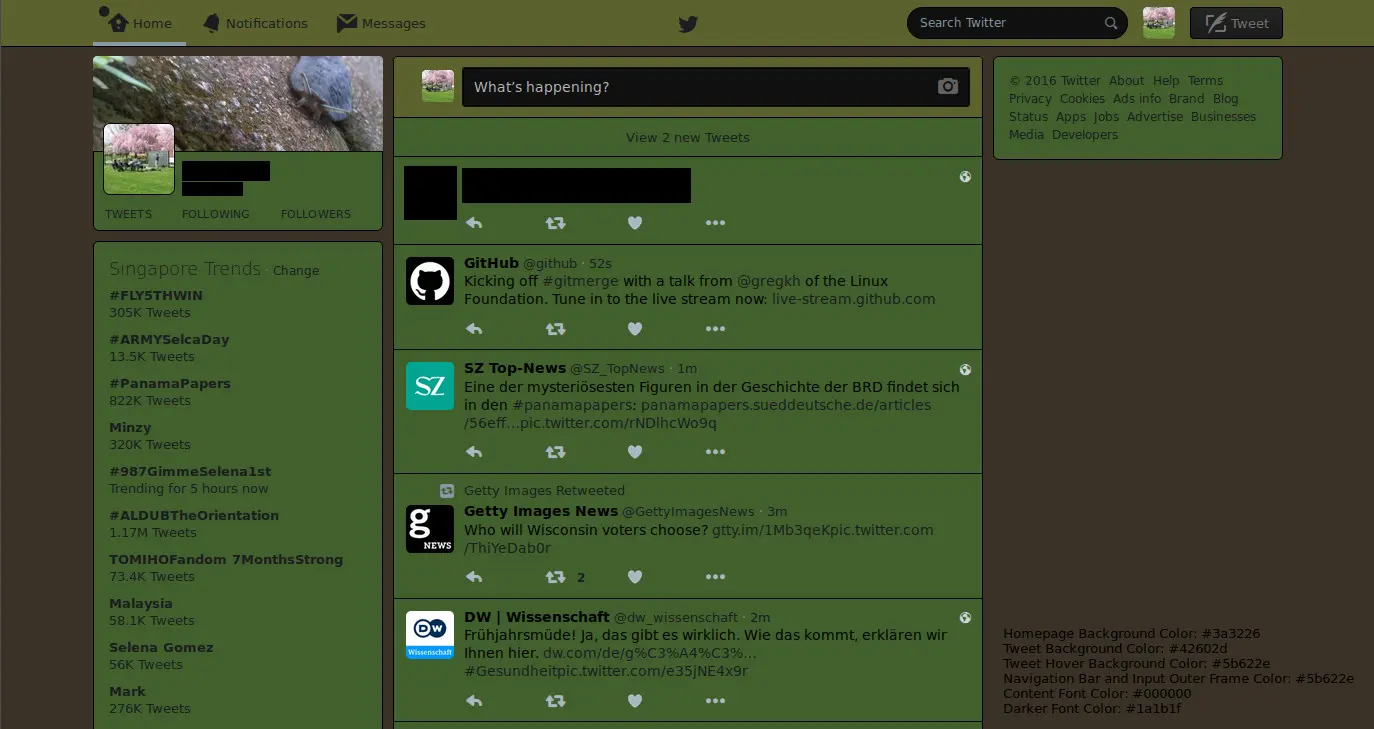 Home
Notifications
Messages
Search Twitter
Tweet
TWEETS
FOLLOWING
FOLLOWERS
Singapore Trends · Change
#FLY5THWIN
305K Tweets
#ARMYSelcaDay
13.5K Tweets
#PanamaPapers
822K Tweets
Minzy
320K Tweets
#987GimmeSelena1st
Trending for 5 hours now
#ALDUBTheOrientation
1.17M Tweets
TOMIHOFandom 7MonthsStrong
73.4K Tweets
Malaysia
58.1K Tweets
Selena Gomez
56K Tweets
Mark
276K Tweets
What's happening?
View 2 new Tweets
GitHub @github · 52s
Kicking off #gitmerge with a talk from @gregkh of the Linux
Foundation. Tune in to the live stream now: live-stream.github.com
SZ
SZ Top-News @SZ_TopNews · 1m
Eine der mysteriösesten Figuren in der Geschichte der BRD findet sich
in den #panamapapers: panamapapers.sueddeutsche.de/articles
/56eff…pic.twitter.com/rNDlhcWo9q
Getty Images Retweeted
g
NEWS
Getty Images News @GettyImagesNews · 3m
Who will Wisconsin voters choose? gtty.im/1Mb3qeKpic.twitter.com
/ThiYeDab0r
2
DW
Wissenschaft
DW | Wissenschaft @dw_wissenschaft · 2m
Frühjahrsmüde! Ja, das gibt es wirklich. Wie das kommt, erklären wir
Ihnen hier. dw.com/de/g%C3%A4%C3%…
#Gesundheitpic.twitter.com/e35jNE4x9r
© 2016 Twitter About Help Terms
Privacy Cookies Ads info Brand Blog
Status Apps Jobs Advertise Businesses
Media Developers
Homepage Background Color: #3a3226
Tweet Background Color: #42602d
Tweet Hover Background Color: #5b622e
Navigation Bar and Input Outer Frame Color: #5b622e
Content Font Color: #000000
Darker Font Color: #1a1b1f